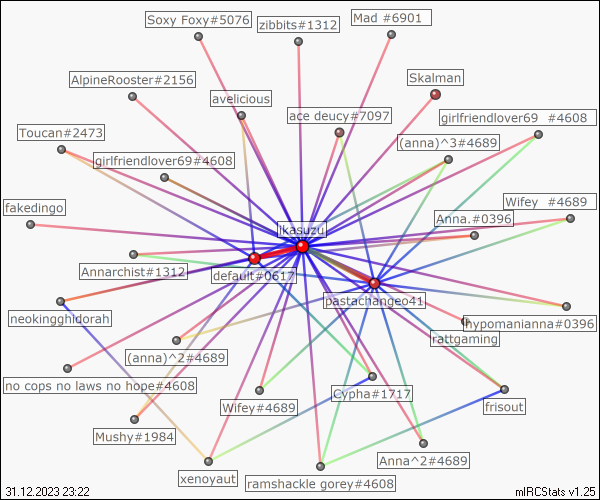 Soxy Foxy#5076
zibbits#1312
Mad #6901
AlpineRooster#2156
Skalman
avelicious
ace deucy#7097
girlfriendlover69 #4608
Toucan#2473
(anna)^3#4689
girlfriendlover69#4608
fakedingo
Wifey #4689
Anna.#0396
ikasuzu
Annarchist#1312
default#0617
pastachangeo41
neokingghidorah
hypomanianna#0396
rattgaming
(anna)^2#4689
no cops no laws no hope#4608
Cypha#1717
Wifey#4689
frisout
Mushy#1984
Anna^2#4689
xenoyaut
ramshackle gorey#4608
31.12.2023 23:22
mIRCStats v1.25